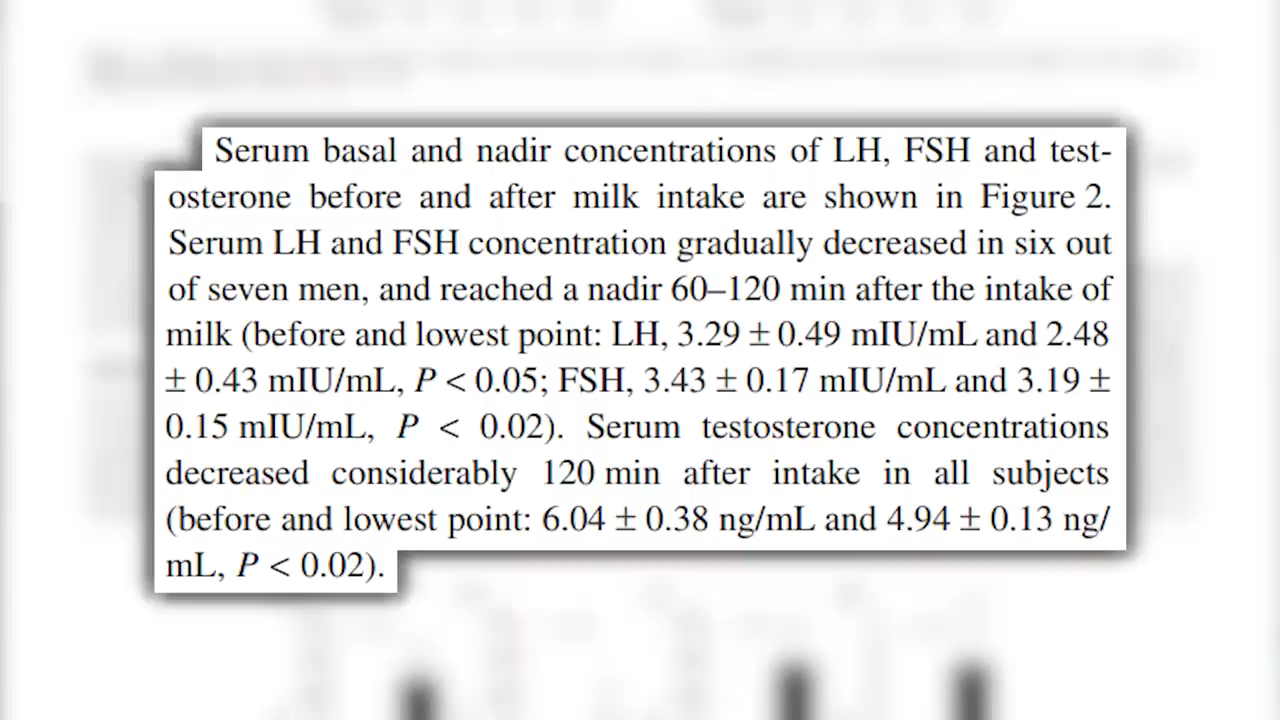 Serum basal and nadir concentrations of LH, FSH and test-
osterone before and after milk intake are shown in Figure 2.
Serum LH and FSH concentration gradually decreased in six out
of seven men, and reached a nadir 60–120 min after the intake of
milk (before and lowest point: LH, 3.29 ± 0.49 mIU/mL and 2.48
± 0.43 mIU/mL, P < 0.05; FSH, 3.43 ± 0.17 mIU/mL and 3.19 ±
0.15 mIU/mL, P < 0.02). Serum testosterone concentrations
decreased considerably 120 min after intake in all subjects
(before and lowest point: 6.04 ± 0.38 ng/mL and 4.94 ± 0.13 ng/
mL, P < 0.02).